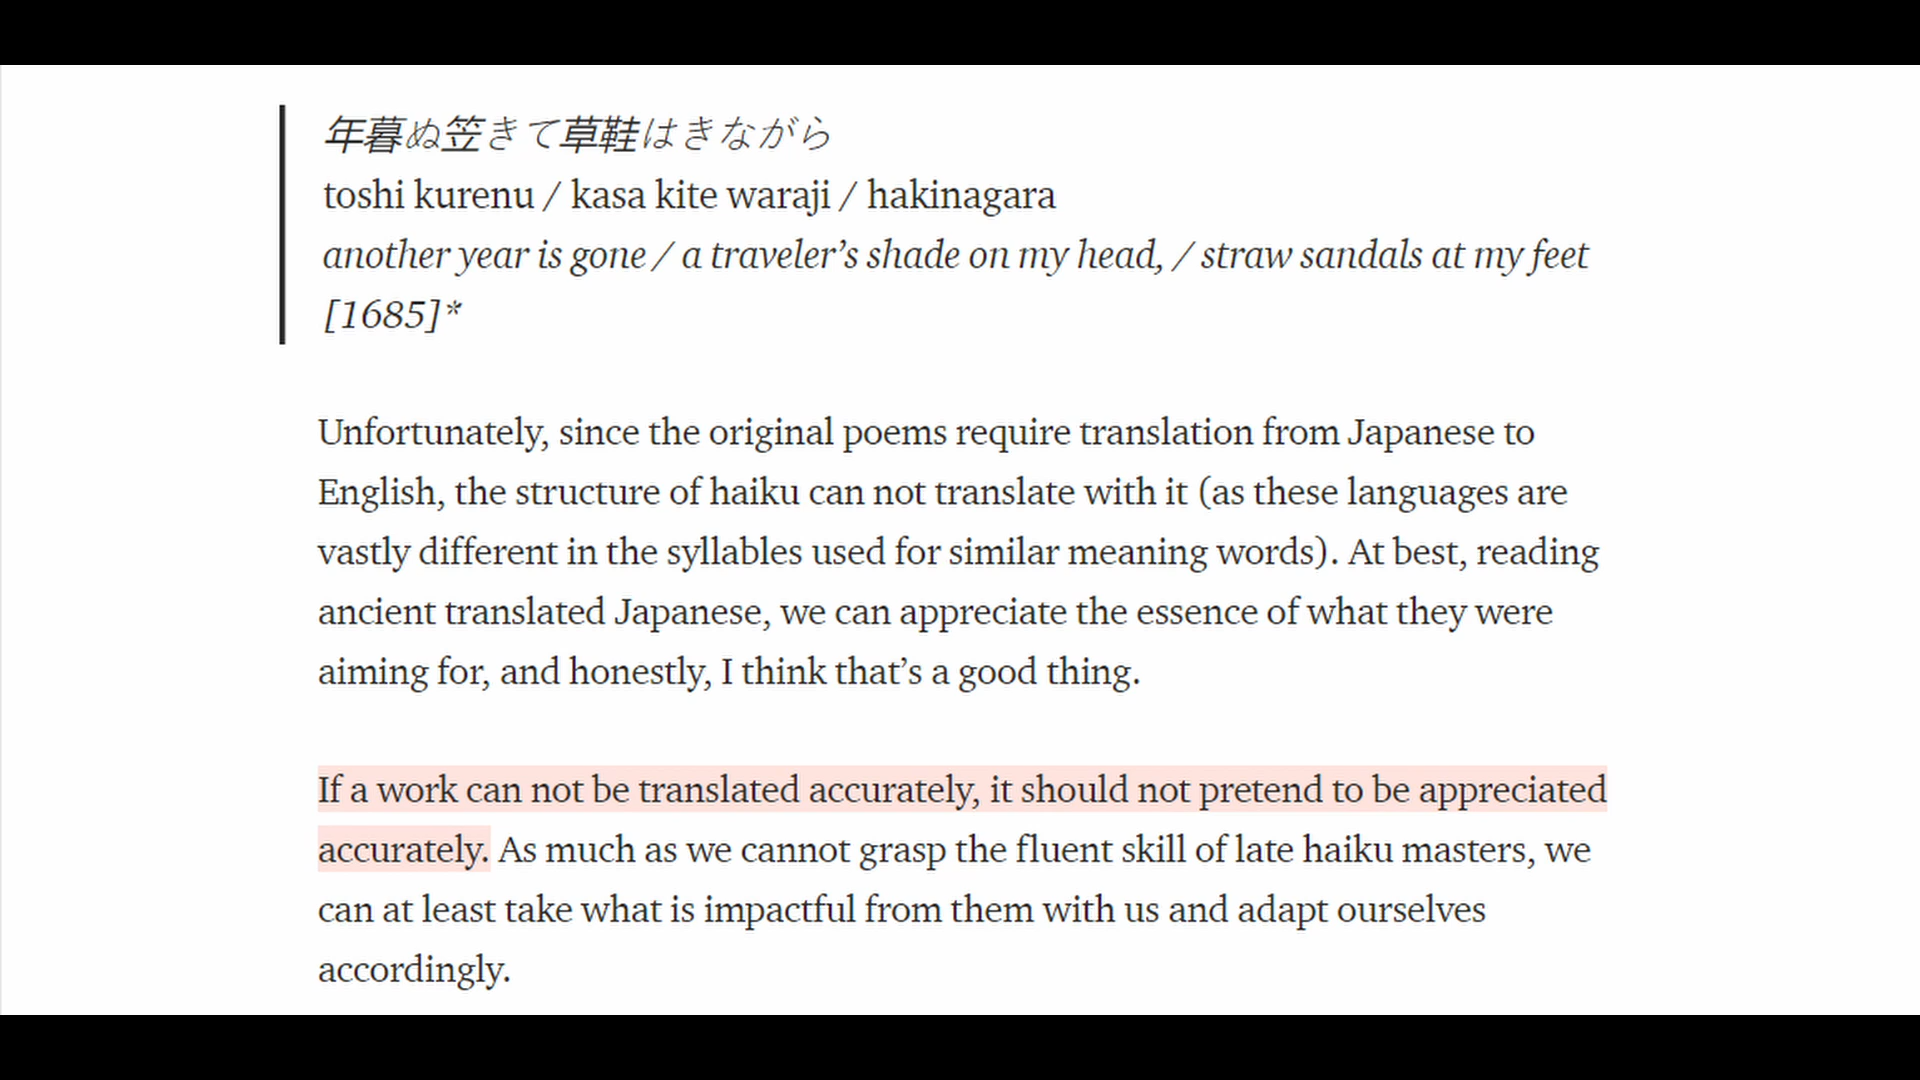 年暮ぬ笠きて草鞋はきながら
toshi kurenu / kasa kite waraji / hakinagara
another year is gone / a traveler’s shade on my head, / straw sandals at my feet
[1685]*
Unfortunately, since the original poems require translation from Japanese to
English, the structure of haiku can not translate with it (as these languages are
vastly different in the syllables used for similar meaning words). At best, reading
ancient translated Japanese, we can appreciate the essence of what they were
aiming for, and honestly, I think that’s a good thing.
If a work can not be translated accurately, it should not pretend to be appreciated
accurately. As much as we cannot grasp the fluent skill of late haiku masters, we
can at least take what is impactful from them with us and adapt ourselves
accordingly.